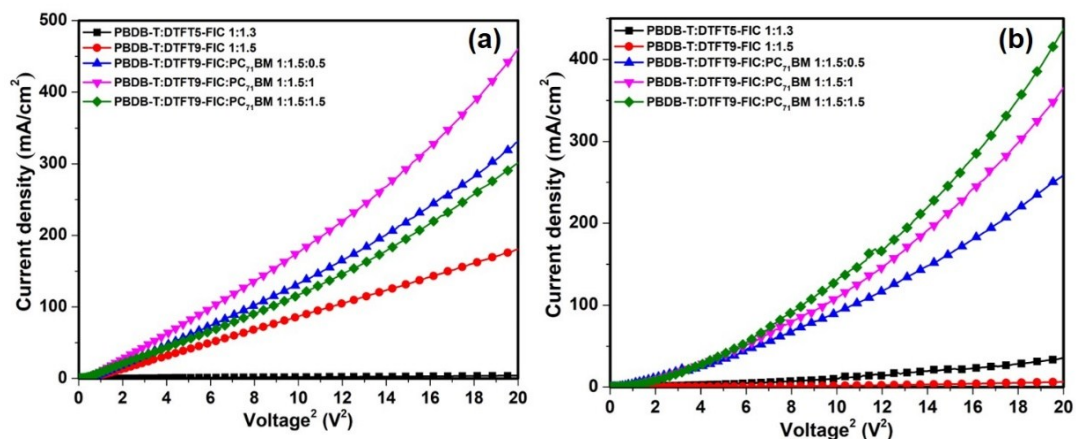 (a)
PBDB-T:DTFT5-FIC 1:1.3
PBDB-T:DTFT9-FIC 1:1.5
PBDB-T:DTFT9-FIC:PC₇₁BM 1:1.5:0.5
PBDB-T:DTFT9-FIC:PC₇₁BM 1:1.5:1
PBDB-T:DTFT9-FIC:PC₇₁BM 1:1.5:1.5
Current density (mA/cm²)
500
400
300
200
100
0
0 2 4 6 8 10 12 14 16 18 20
Voltage² (V²)
(b)
PBDB-T:DTFT5-FIC 1:1.3
PBDB-T:DTFT9-FIC 1:1.5
PBDB-T:DTFT9-FIC:PC₇₁BM 1:1.5:0.5
PBDB-T:DTFT9-FIC:PC₇₁BM 1:1.5:1
PBDB-T:DTFT9-FIC:PC₇₁BM 1:1.5:1.5
Current density (mA/cm²)
400
300
200
100
0
0 2 4 6 8 10 12 14 16 18 20
Voltage² (V²)